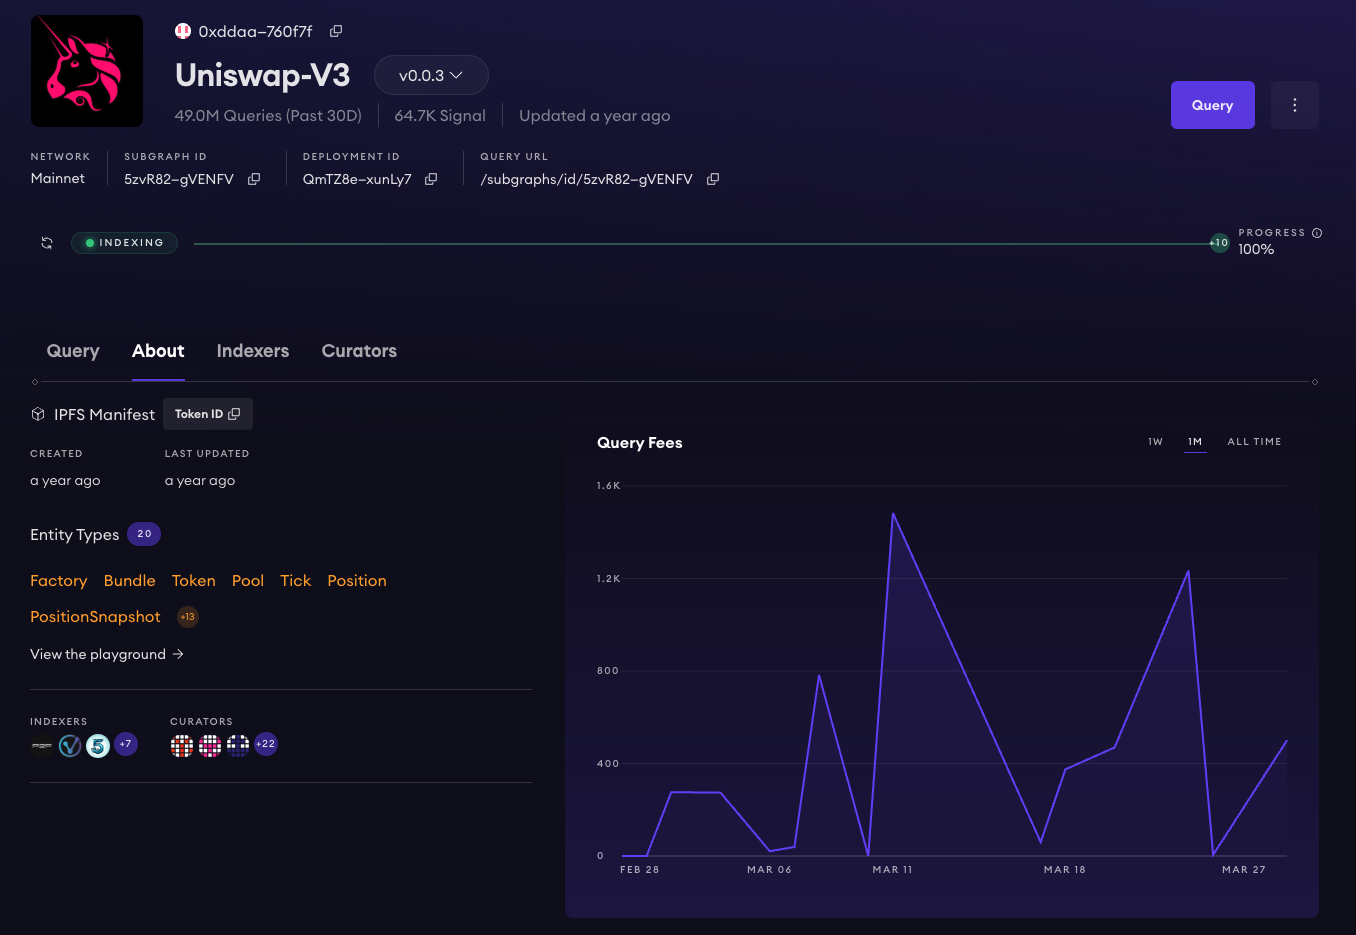 0xddaa–760f7f
Uniswap-V3
v0.0.3
49.0M Queries (Past 30D)
64.7K Signal
Updated a year ago
Query
NETWORK
SUBGRAPH ID
DEPLOYMENT ID
QUERY URL
Mainnet
5zvR82–gVENFV
QmTZ8e–xunLy7
/subgraphs/id/5zvR82–gVENFV
INDEXING
+10
PROGRESS
100%
Query
About
Indexers
Curators
IPFS Manifest
Token ID
CREATED
LAST UPDATED
a year ago
a year ago
Entity Types 20
Factory Bundle Token Pool Tick Position
PositionSnapshot +13
View the playground →
INDEXERS
CURATORS
5
+7
+22
Query Fees
1W
1M
ALL TIME
1.6K
1.2K
800
400
0
FEB 28
MAR 06
MAR 11
MAR 18
MAR 27